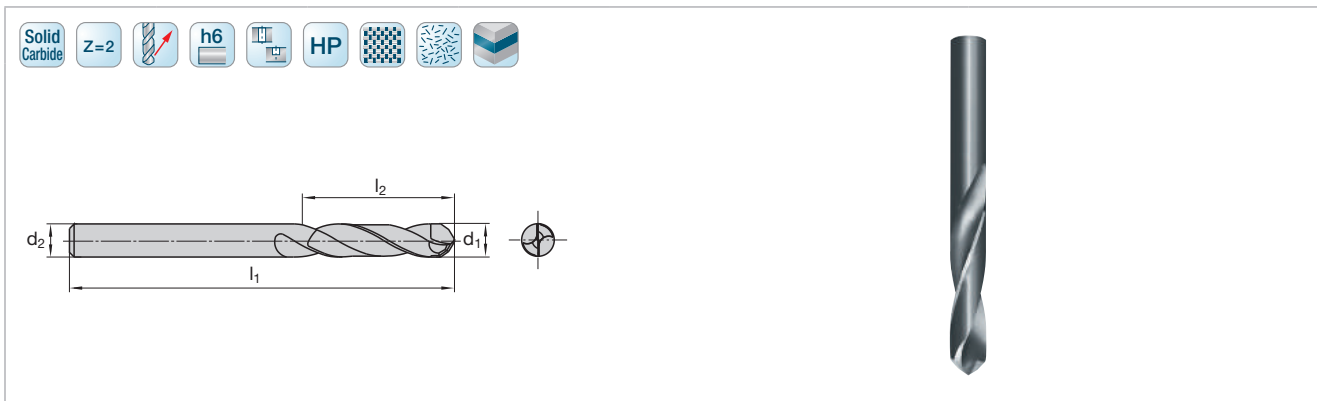 Solid
Carbide
Z=2
h6
HP
l₂
d₂
d₁
l₁